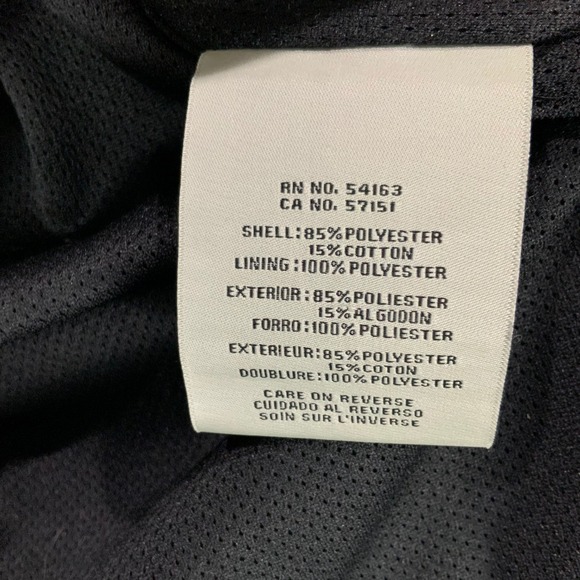 RN NO. 54163
CA NO. 57151
SHELL:85%POLYESTER
15%COTTON
LINING:100%POLYESTER
EXTERIOR:85%POLIESTER
15%ALGODON
FORRO:100%POLIESTER
EXTERIEUR:85%POLYESTER
15%COTON
DOUBLURE:100%POLYESTER
CARE ON REVERSE
CUIDADO AL REVERSO
SOIN SUR L'INVERSE